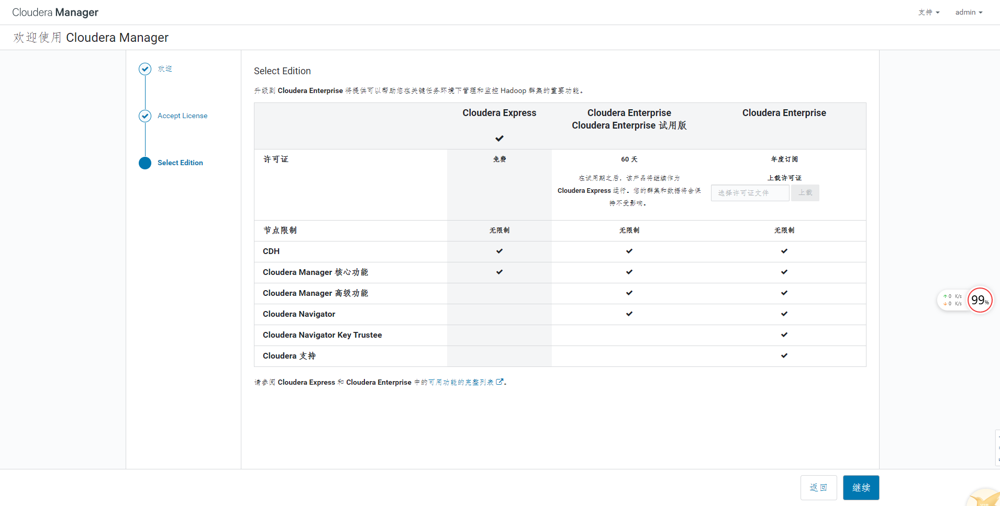 Cloudera Manager
支持
admin
欢迎使用 Cloudera Manager
欢迎
Accept License
Select Edition
Select Edition
升级到 Cloudera Enterprise 将提供可以帮助您在关键任务环境下管理和监控 Hadoop 群集的重要功能。
Cloudera Express
Cloudera Enterprise
Cloudera Enterprise 试用版
Cloudera Enterprise
许可证
免费
60 天
在试用期之后，该产品将继续作为
Cloudera Express 运行。您的群集和数据将会保
持不受影响。
年度订阅
上载许可证
选择许可证文件
上载
节点限制
无限制
无限制
无限制
CDH
Cloudera Manager 核心功能
Cloudera Manager 高级功能
Cloudera Navigator
Cloudera Navigator Key Trustee
Cloudera 支持
请参阅 Cloudera Express 和 Cloudera Enterprise 中的可用功能的完整列表。
↑ 0 K/s
↓ 0 K/s
99%
返回
继续